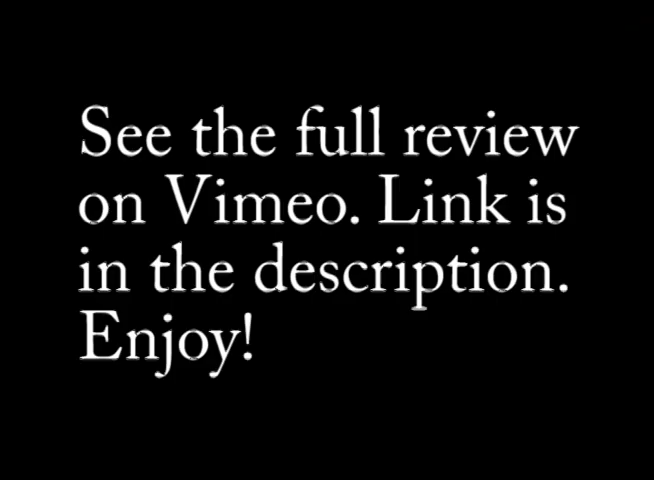 See the full review
on Vimeo. Link is
in the description.
Enjoy!